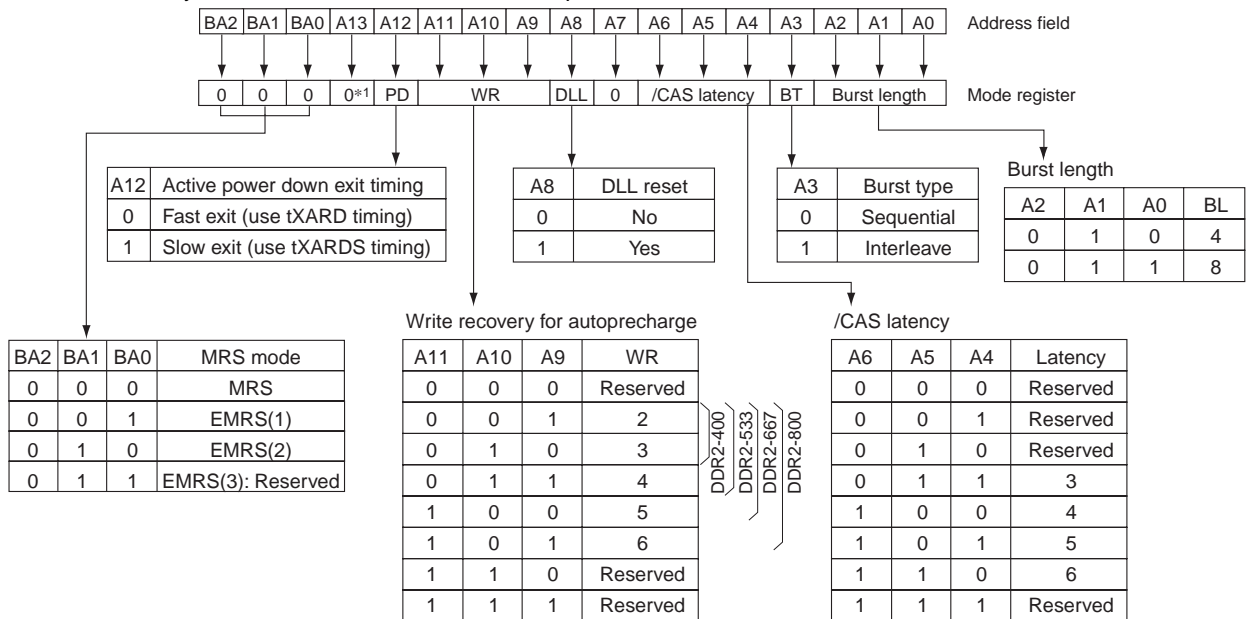 BA2 BA1 BA0 A13 A12 A11 A10 A9 A8 A7 A6 A5 A4 A3 A2 A1 A0 Address field
0 0 0 0*1 PD WR DLL 0 /CAS latency BT Burst length Mode register
A12 Active power down exit timing
0 Fast exit (use tXARD timing)
1 Slow exit (use tXARDS timing)
A8 DLL reset
0 No
1 Yes
A3 Burst type
0 Sequential
1 Interleave
Burst length
A2 A1 A0 BL
0 1 0 4
0 1 1 8
BA2 BA1 BA0 MRS mode
0 0 0 MRS
0 0 1 EMRS(1)
0 1 0 EMRS(2)
0 1 1 EMRS(3): Reserved
Write recovery for autoprecharge
A11 A10 A9 WR
0 0 0 Reserved
0 0 1 2
0 1 0 3
0 1 1 4
1 0 0 5
1 0 1 6
1 1 0 Reserved
1 1 1 Reserved
DDR2-400
DDR2-533
DDR2-667
DDR2-800
/CAS latency
A6 A5 A4 Latency
0 0 0 Reserved
0 0 1 Reserved
0 1 0 Reserved
0 1 1 3
1 0 0 4
1 0 1 5
1 1 0 6
1 1 1 Reserved